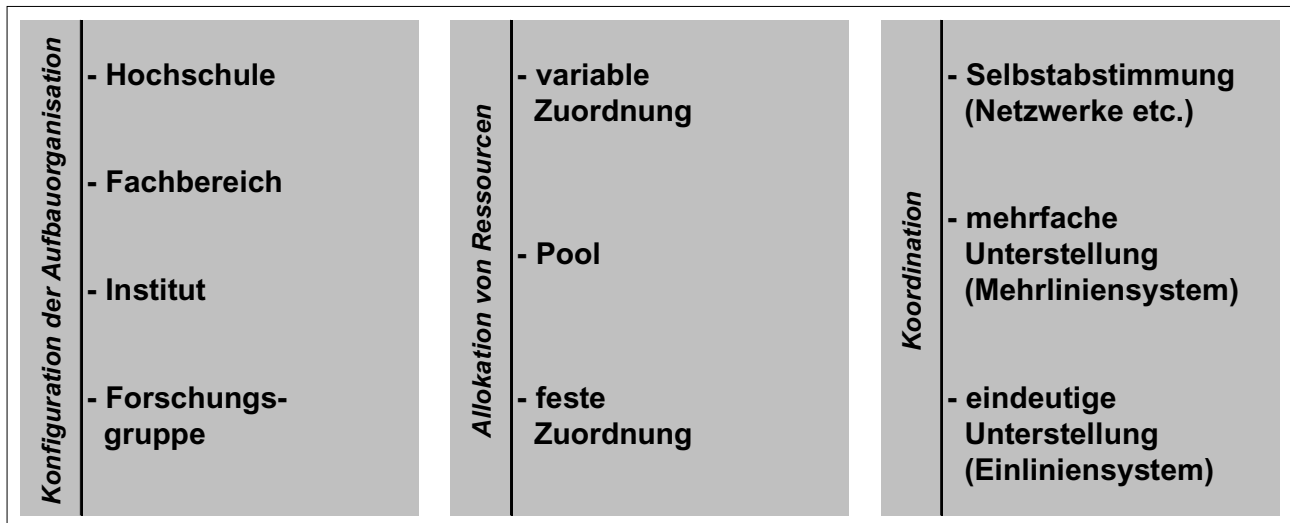 Konfiguration der Aufbauorganisation
- Hochschule
- Fachbereich
- Institut
- Forschungs-
gruppe
Allokation von Ressourcen
- variable
Zuordnung
- Pool
- feste
Zuordnung
Koordination
- Selbstabstimmung
(Netzwerke etc.)
- mehrfache
Unterstellung
(Mehrliniensystem)
- eindeutige
Unterstellung
(Einliniensystem)